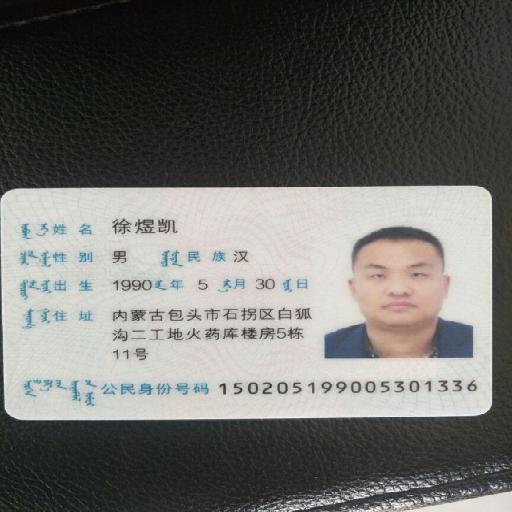 姓名 徐煜凯
性别 男 民族 汉
出生 1990 年 5 月 30 日
住址 内蒙古包头市石拐区白狐
沟二工地火药库楼房5栋
11号
公民身份号码 150205199005301336